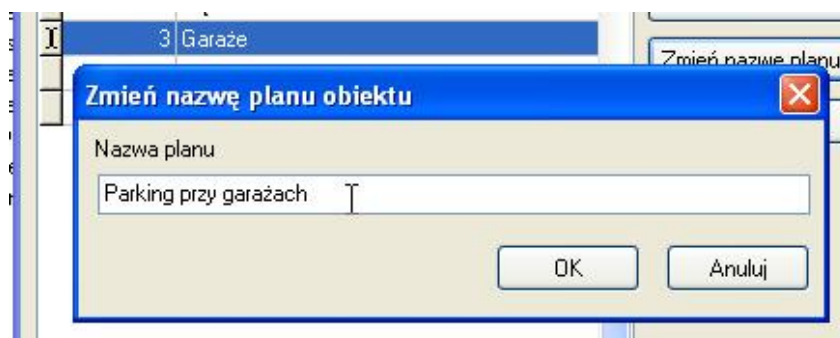 3 Garaże
Zmień nazwę planu
Zmień nazwę planu obiektu
Nazwa planu
Parking przy garażach
OK Anuluj